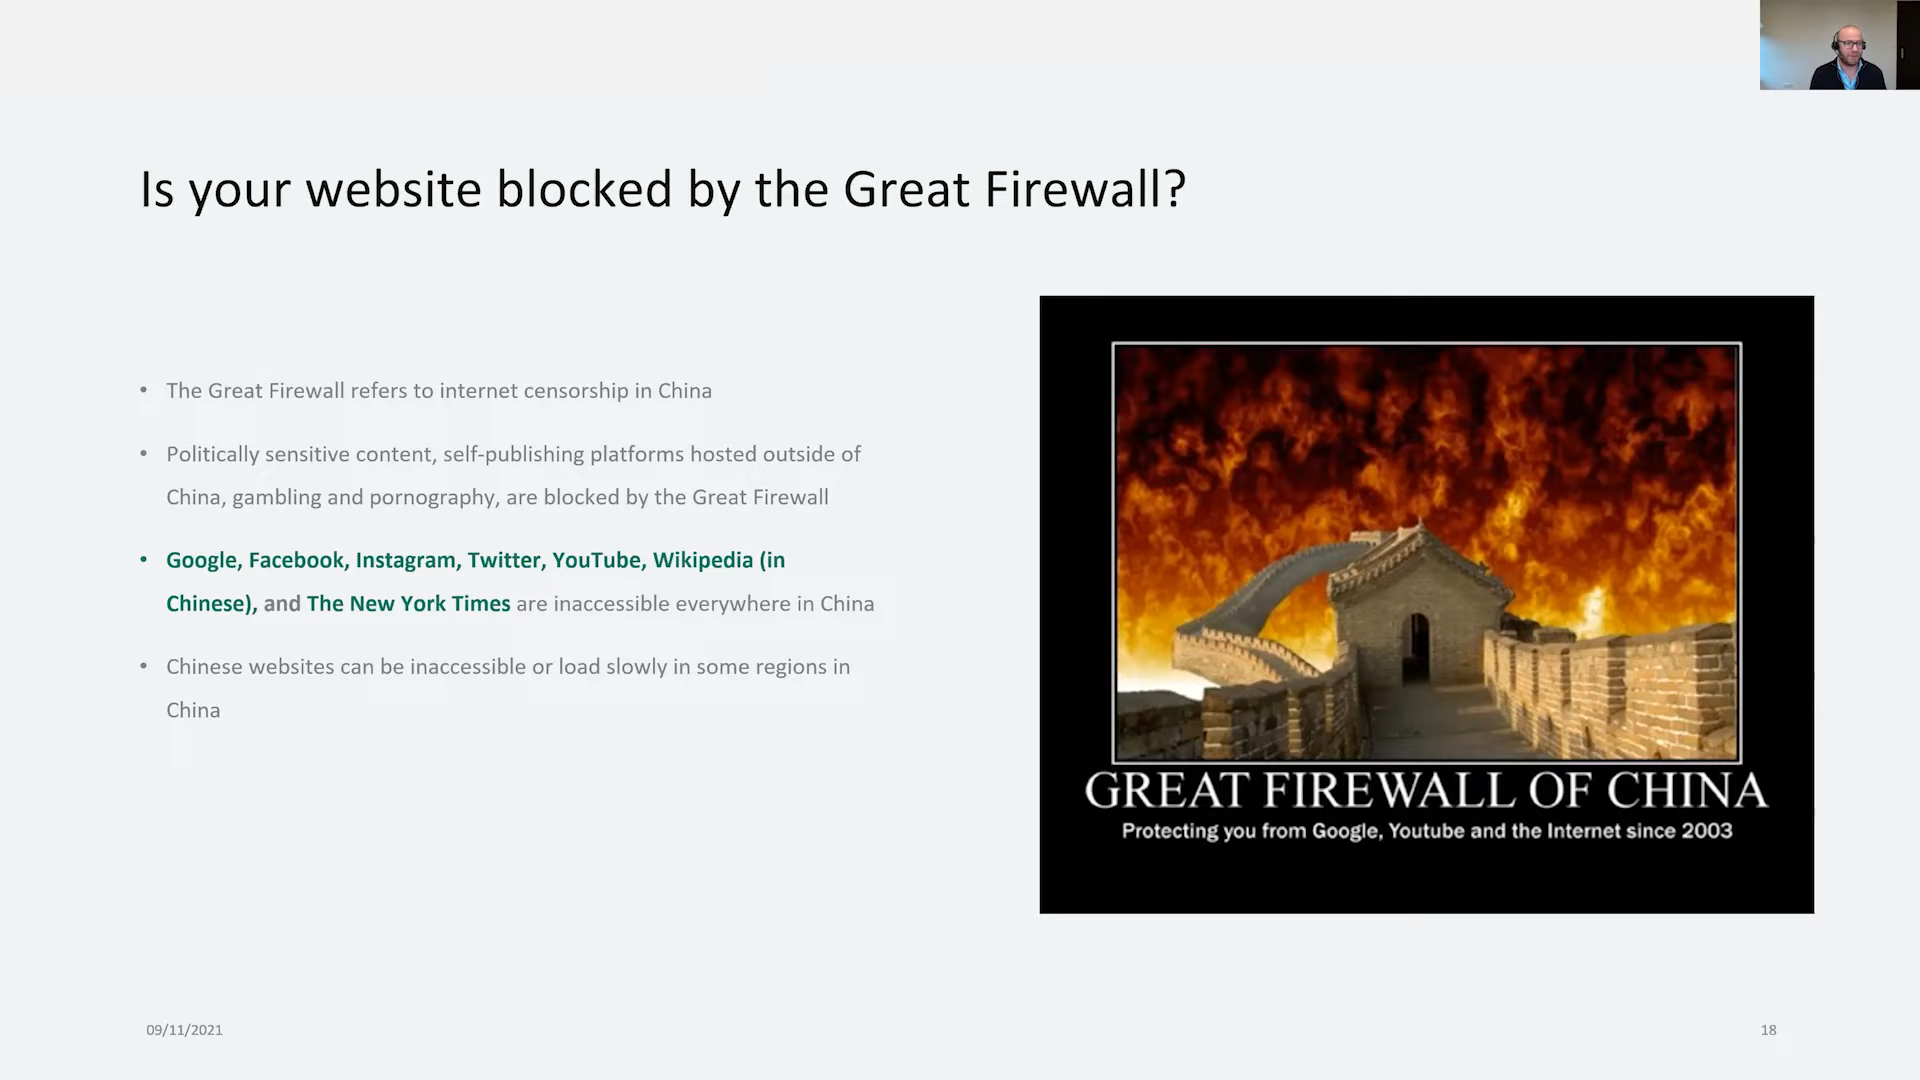 Is your website blocked by the Great Firewall?
• The Great Firewall refers to internet censorship in China
• Politically sensitive content, self-publishing platforms hosted outside of
China, gambling and pornography, are blocked by the Great Firewall
• Google, Facebook, Instagram, Twitter, YouTube, Wikipedia (in
Chinese), and The New York Times are inaccessible everywhere in China
• Chinese websites can be inaccessible or load slowly in some regions in
China
GREAT FIREWALL OF CHINA
Protecting you from Google, Youtube and the Internet since 2003
09/11/2021
18